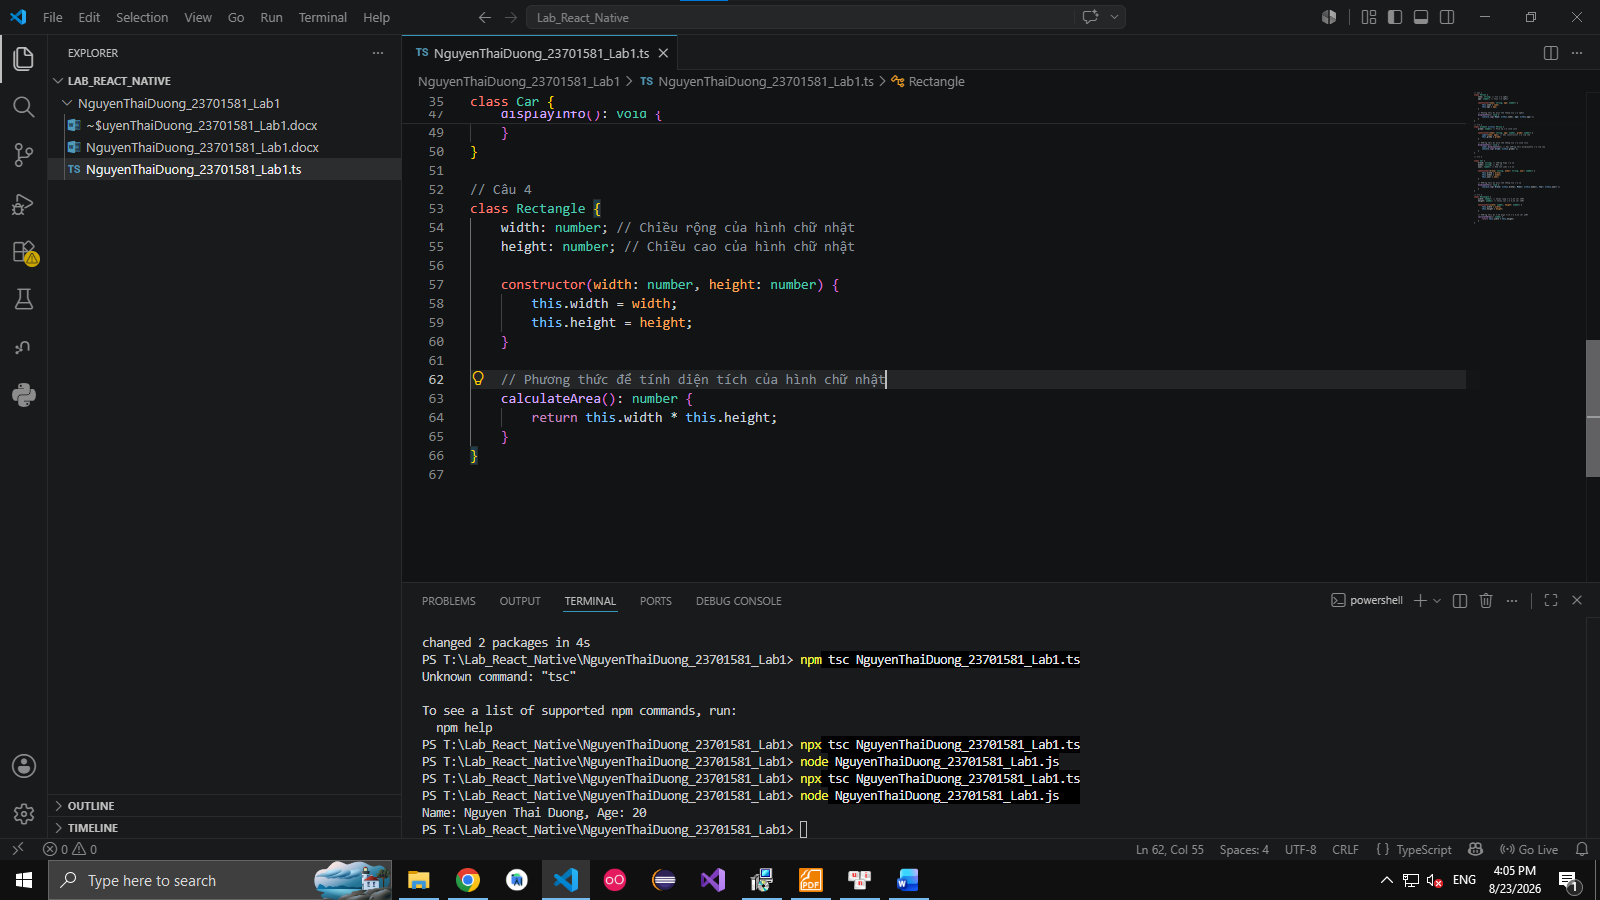 File Edit Selection View Go Run Terminal Help
Lab_React_Native
EXPLORER
LAB_REACT_NATIVE
NguyenThaiDuong_23701581_Lab1
~$uyenThaiDuong_23701581_Lab1.docx
NguyenThaiDuong_23701581_Lab1.docx
TS NguyenThaiDuong_23701581_Lab1.ts
OUTLINE
TIMELINE
TS NguyenThaiDuong_23701581_Lab1.ts
NguyenThaiDuong_23701581_Lab1 > TS NguyenThaiDuong_23701581_Lab1.ts > Rectangle
35 class Car {
47 displayInfo(): void {
49 }
50 }
51
52 // Câu 4
53 class Rectangle {
54 width: number; // Chiều rộng của hình chữ nhật
55 height: number; // Chiều cao của hình chữ nhật
56
57 constructor(width: number, height: number) {
58 this.width = width;
59 this.height = height;
60 }
61
62 // Phương thức để tính diện tích của hình chữ nhật
63 calculateArea(): number {
64 return this.width * this.height;
65 }
66 }
67
PROBLEMS OUTPUT TERMINAL PORTS DEBUG CONSOLE
powershell
changed 2 packages in 4s
PS T:\Lab_React_Native\NguyenThaiDuong_23701581_Lab1> npm tsc NguyenThaiDuong_23701581_Lab1.ts
Unknown command: "tsc"
To see a list of supported npm commands, run:
npm help
PS T:\Lab_React_Native\NguyenThaiDuong_23701581_Lab1> npx tsc NguyenThaiDuong_23701581_Lab1.ts
PS T:\Lab_React_Native\NguyenThaiDuong_23701581_Lab1> node NguyenThaiDuong_23701581_Lab1.js
PS T:\Lab_React_Native\NguyenThaiDuong_23701581_Lab1> npx tsc NguyenThaiDuong_23701581_Lab1.ts
PS T:\Lab_React_Native\NguyenThaiDuong_23701581_Lab1> node NguyenThaiDuong_23701581_Lab1.js
Name: Nguyen Thai Duong, Age: 20
PS T:\Lab_React_Native\NguyenThaiDuong_23701581_Lab1>
0 0
Ln 62, Col 55 Spaces: 4 UTF-8 CRLF { } TypeScript Go Live
Type here to search
ENG
4:05 PM
8/23/2026
1